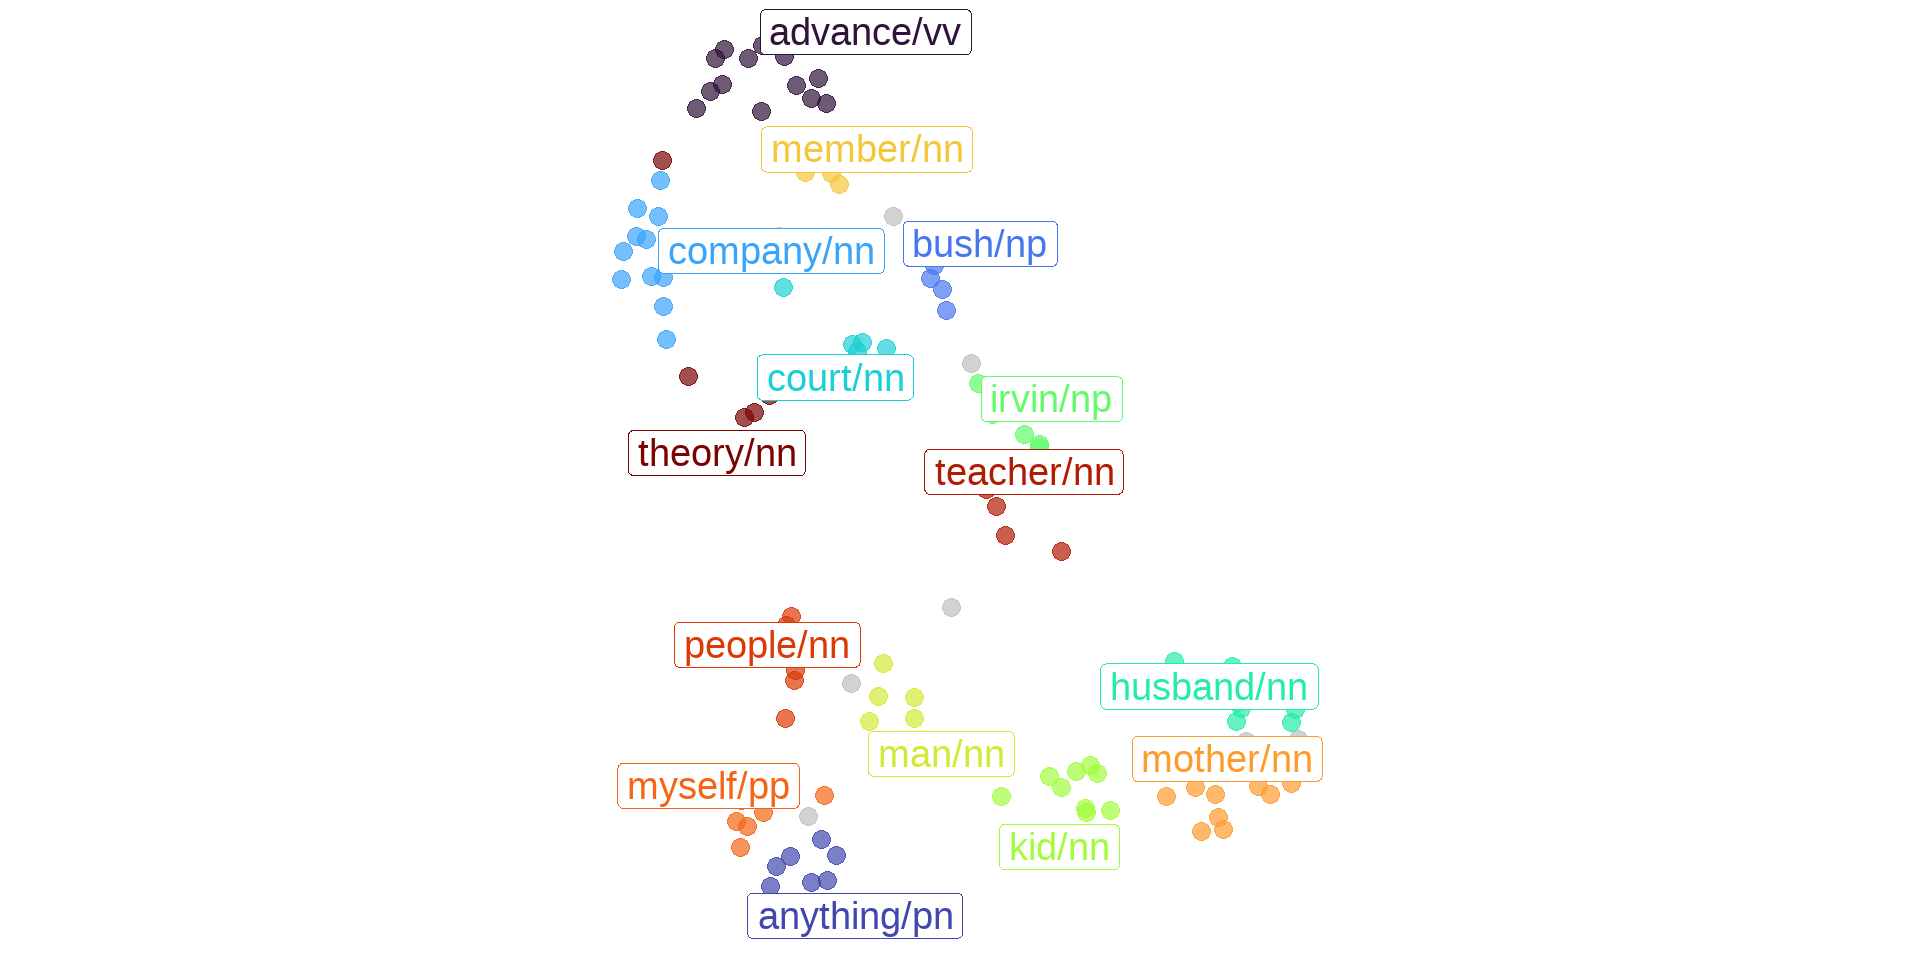 advance/vv
member/nn
bush/np
company/nn
court/nn
irvin/np
theory/nn
teacher/nn
people/nn
husband/nn
man/nn
mother/nn
myself/pp
kid/nn
anything/pn